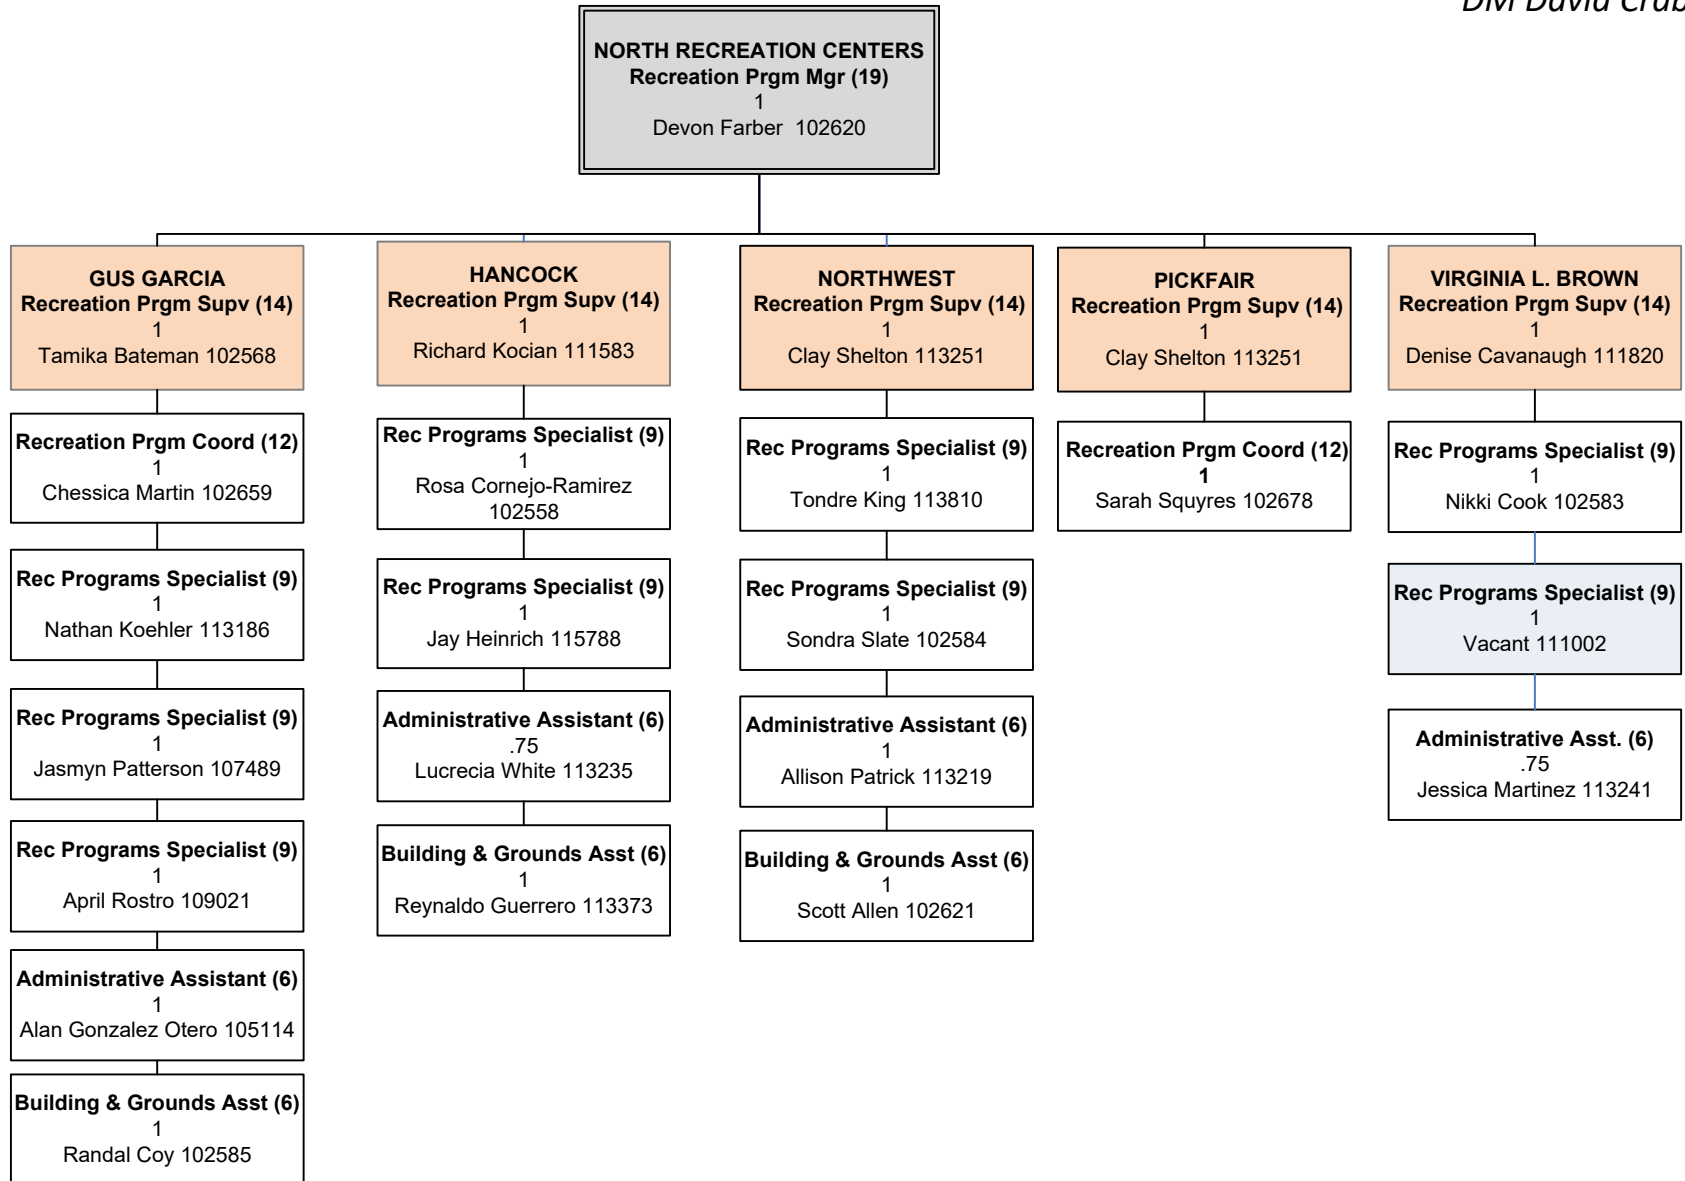 DM David Crab
NORTH RECREATION CENTERS
Recreation Prgm Mgr (19)
1
Devon Farber 102620
GUS GARCIA
Recreation Prgm Supv (14)
1
Tamika Bateman 102568
Recreation Prgm Coord (12)
1
Chessica Martin 102659
Rec Programs Specialist (9)
1
Nathan Koehler 113186
Rec Programs Specialist (9)
1
Jasmyn Patterson 107489
Rec Programs Specialist (9)
1
April Rostro 109021
Administrative Assistant (6)
1
Alan Gonzalez Otero 105114
Building & Grounds Asst (6)
1
Randal Coy 102585
HANCOCK
Recreation Prgm Supv (14)
1
Richard Kocian 111583
Rec Programs Specialist (9)
1
Rosa Cornejo-Ramirez
102558
Rec Programs Specialist (9)
1
Jay Heinrich 115788
Administrative Assistant (6)
.75
Lucrecia White 113235
Building & Grounds Asst (6)
1
Reynaldo Guerrero 113373
NORTHWEST
Recreation Prgm Supv (14)
1
Clay Shelton 113251
Rec Programs Specialist (9)
1
Tondre King 113810
Rec Programs Specialist (9)
1
Sondra Slate 102584
Administrative Assistant (6)
1
Allison Patrick 113219
Building & Grounds Asst (6)
1
Scott Allen 102621
PICKFAIR
Recreation Prgm Supv (14)
1
Clay Shelton 113251
Recreation Prgm Coord (12)
1
Sarah Squyres 102678
VIRGINIA L. BROWN
Recreation Prgm Supv (14)
1
Denise Cavanaugh 111820
Rec Programs Specialist (9)
1
Nikki Cook 102583
Rec Programs Specialist (9)
1
Vacant 111002
Administrative Asst. (6)
.75
Jessica Martinez 113241